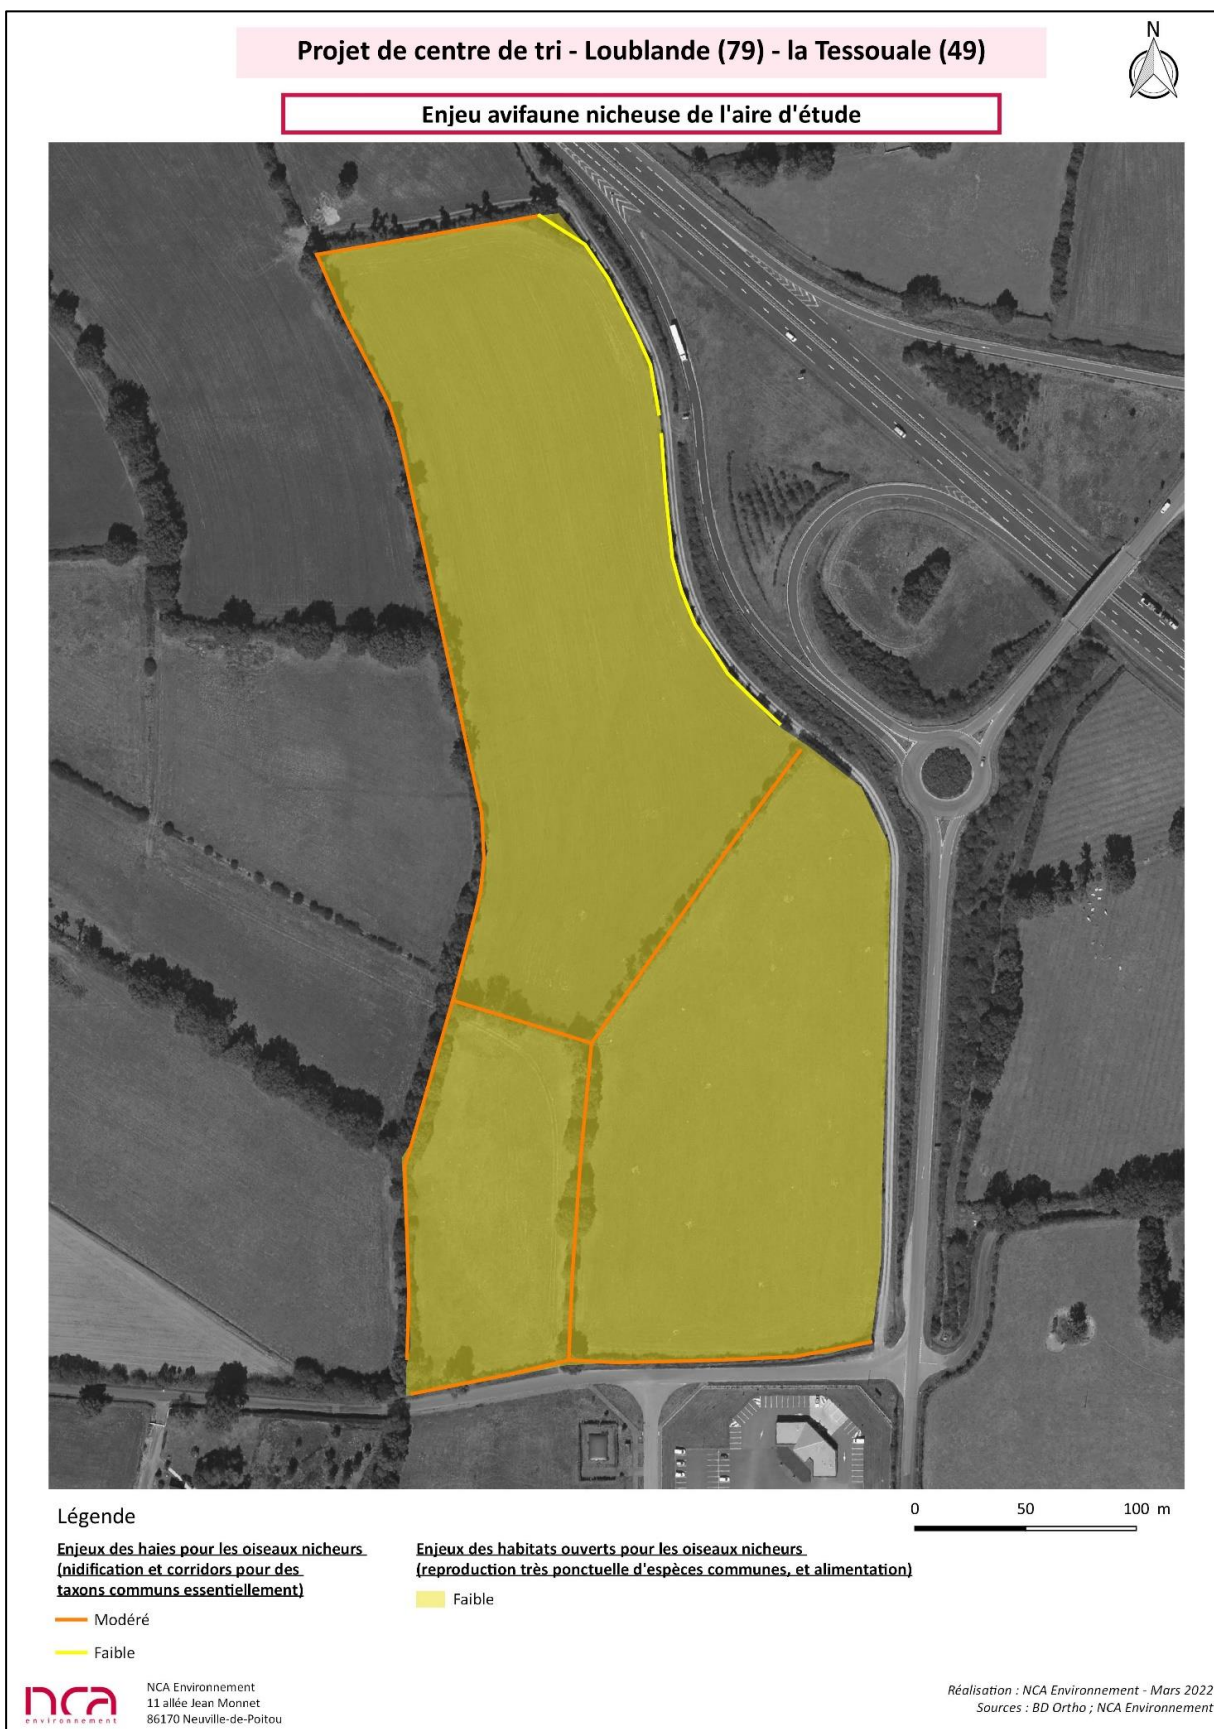 Projet de centre de tri - Loublande (79) - la Tessouale (49)
N
Enjeu avifaune nicheuse de l'aire d'étude
Légende
Enjeux des haies pour les oiseaux nicheurs
(nidification et corridors pour des
taxons communs essentiellement)
Modéré
Faible
Enjeux des habitats ouverts pour les oiseaux nicheurs
(reproduction très ponctuelle d'espèces communes, et alimentation)
Faible
0 50 100 m
nca
environnement
NCA Environnement
11 allée Jean Monnet
86170 Neuville-de-Poitou
Réalisation : NCA Environnement - Mars 2022
Sources : BD Ortho ; NCA Environnement